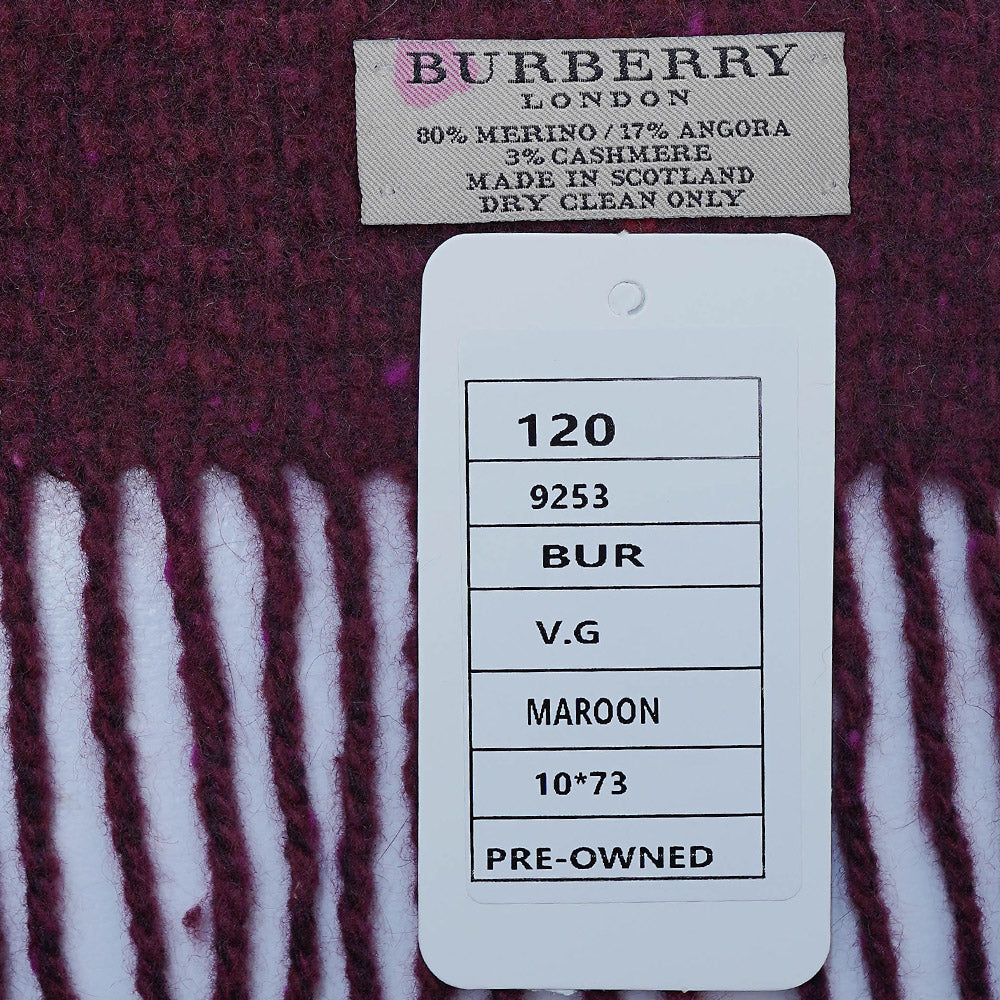 BURBERRY
LONDON
80% MERINO / 17% ANGORA
3% CASHMERE
MADE IN SCOTLAND
DRY CLEAN ONLY
120
9253
BUR
V.G
MAROON
10*73
PRE-OWNED